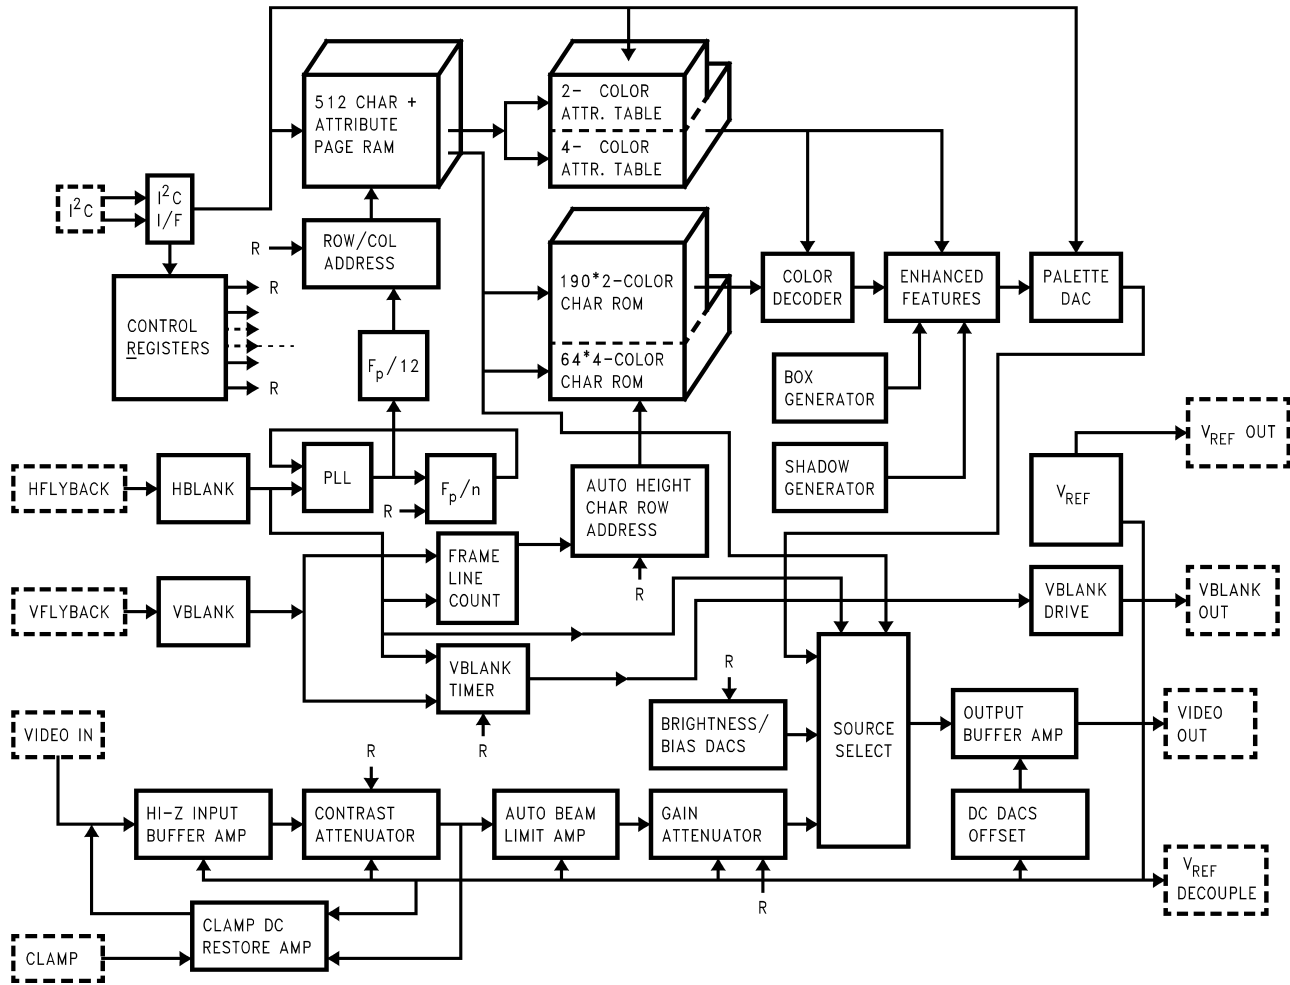 512 CHAR +
ATTRIBUTE
PAGE RAM
2- COLOR
ATTR. TABLE
4- COLOR
ATTR. TABLE
I²C
I²C
I/F
R
ROW/COL
ADDRESS
190*2-COLOR
CHAR ROM
64*4-COLOR
CHAR ROM
COLOR
DECODER
ENHANCED
FEATURES
PALETTE
DAC
CONTROL
REGISTERS
R
R
Fp/12
BOX
GENERATOR
SHADOW
GENERATOR
VREF OUT
VREF
HFLYBACK
HBLANK
PLL
Fp/n
R
AUTO HEIGHT
CHAR ROW
ADDRESS
R
FRAME
LINE
COUNT
VFLYBACK
VBLANK
VBLANK
DRIVE
VBLANK
OUT
VBLANK
TIMER
R
R
BRIGHTNESS/
BIAS DACS
SOURCE
SELECT
OUTPUT
BUFFER AMP
VIDEO
OUT
VIDEO IN
R
HI-Z INPUT
BUFFER AMP
CONTRAST
ATTENUATOR
AUTO BEAM
LIMIT AMP
GAIN
ATTENUATOR
R
DC DACS
OFFSET
VREF
DECOUPLE
CLAMP DC
RESTORE AMP
CLAMP